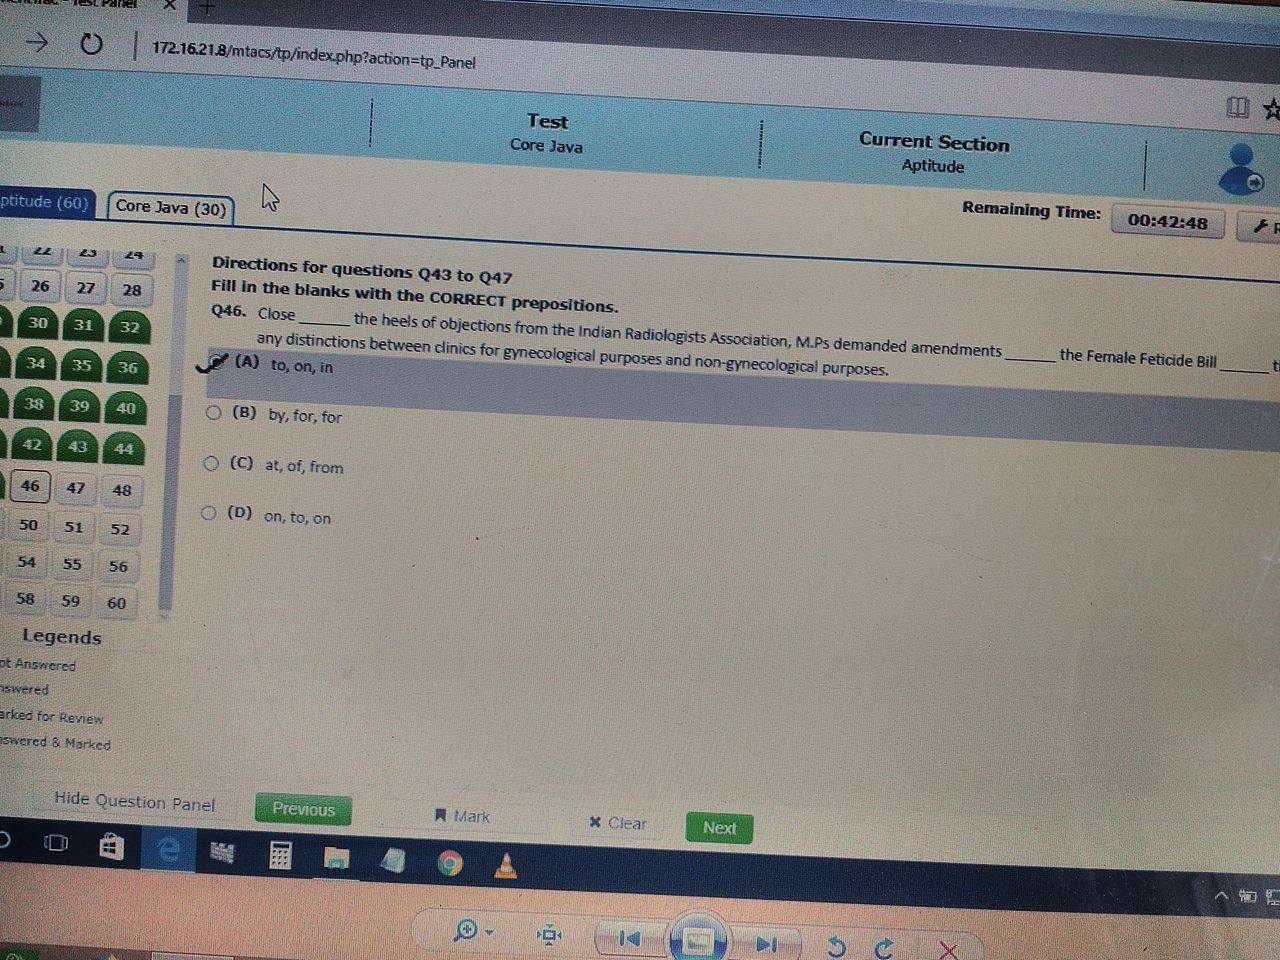 Test Panel
172.16.21.8/mtacs/tp/index.php?action=tp_Panel
Test
Core Java
Current Section
Aptitude
ptitude (60)
Core Java (30)
Remaining Time:
00:42:48
22 23 24
26 27 28
30 31 32
34 35 36
38 39 40
42 43 44
46 47 48
50 51 52
54 55 56
58 59 60
Directions for questions Q43 to Q47
Fill in the blanks with the CORRECT prepositions.
Q46. Close ______ the heels of objections from the Indian Radiologists Association, M.Ps demanded amendments ______ the Female Feticide Bill ______
any distinctions between clinics for gynecological purposes and non-gynecological purposes.
(A) to, on, in
(B) by, for, for
(C) at, of, from
(D) on, to, on
Legends
ot Answered
nswered
arked for Review
nswered & Marked
Hide Question Panel
Previous
Mark
Clear
Next